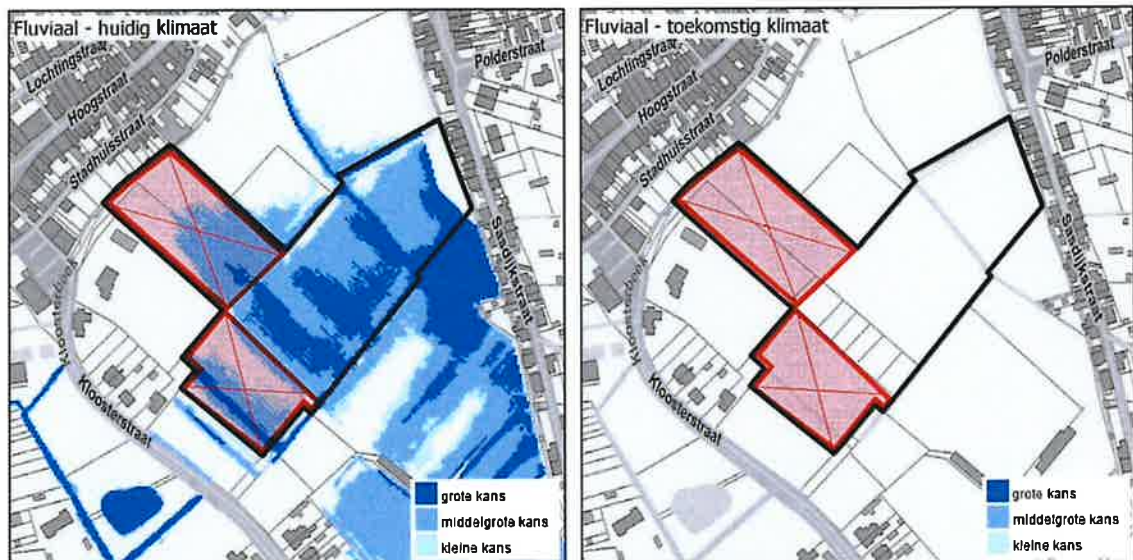 Fluviaal - huidig klimaat
Lochtingstraat
Hoogstraat
Stadhuisstraat
Polderstraat
Sasdijkstraat
Kloosterstraat
grote kans
middelgrote kans
kleine kans
Fluviaal - toekomstig klimaat
Lochtingstraat
Hoogstraat
Stadhuisstraat
Polderstraat
Sasdijkstraat
Kloosterstraat
grote kans
middelgrote kans
kleine kans